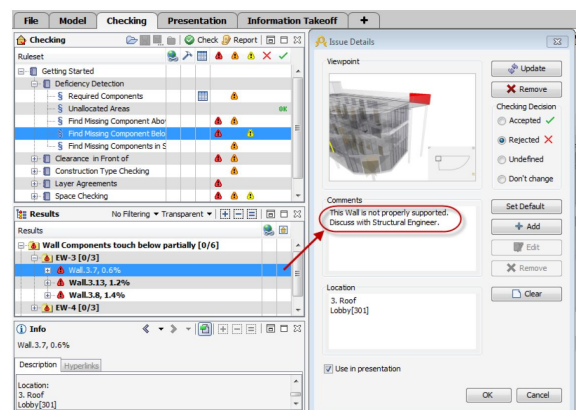 File Model Checking Presentation Information Takeoff +
Checking Check Report
Ruleset
Getting Started
Deficiency Detection
§ Required Components
§ Unallocated Areas OK
§ Find Missing Component Abov
§ Find Missing Component Belo
§ Find Missing Components in S
Clearance in Front of
Construction Type Checking
Layer Agreements
Space Checking
Results No Filtering Transparent
Results
Wall Components touch below partially [0/6]
EW-3 [0/3]
Wall.3.7, 0.6%
Wall.3.13, 1.2%
Wall.3.8, 1.4%
EW-4 [0/3]
Info
Wall.3.7, 0.6%
Description Hyperlinks
Location:
3. Roof
Lobby[301]
Issue Details
Viewpoint
Update
Remove
Checking Decision
Accepted
Rejected
Undefined
Don't change
Comments
This Wall is not properly supported.
Discuss with Structural Engineer.
Set Default
+ Add
Edit
Remove
Location
3. Roof
Lobby[301]
Clear
Use in presentation
OK Cancel